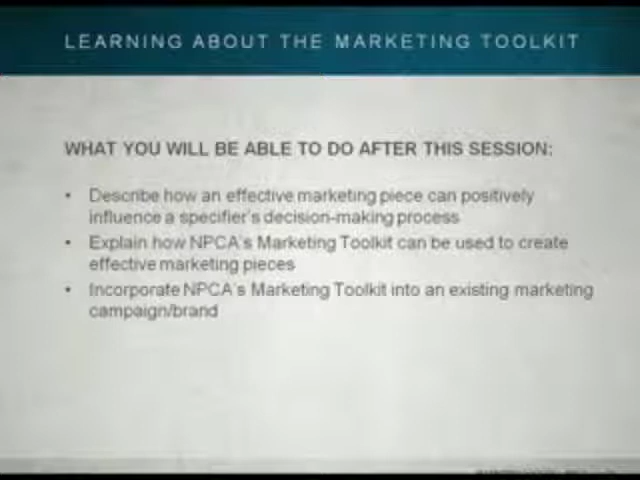 LEARNING ABOUT THE MARKETING TOOLKIT
WHAT YOU WILL BE ABLE TO DO AFTER THIS SESSION:
• Describe how an effective marketing piece can positively
influence a specifier's decision-making process
• Explain how NPCA's Marketing Toolkit can be used to create
effective marketing pieces
• Incorporate NPCA's Marketing Toolkit into an existing marketing
campaign/brand